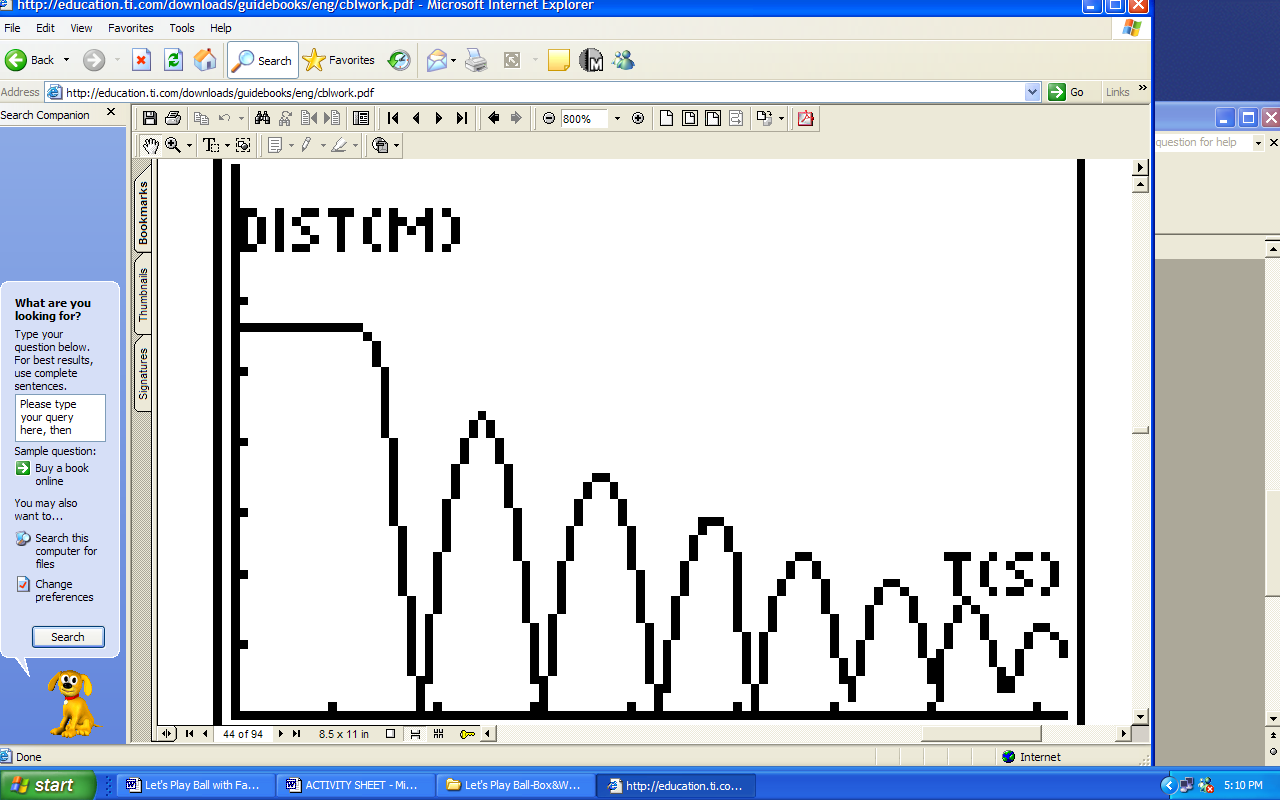 http://education.ti.com/downloads/guidebooks/eng/cblwork.pdf - Microsoft Internet Explorer
File Edit View Favorites Tools Help
Back Search Favorites
Address http://education.ti.com/downloads/guidebooks/eng/cblwork.pdf Go Links »
Search Companion
800%
question for help
Bookmarks
Thumbnails
Signatures
DIST(M)
T(S)
What are you
looking for?
Type your
question below.
For best results,
use complete
sentences.
Please type
your query
here, then
Sample question:
Buy a book
online
You may also
want to...
Search this
computer for
files
Change
preferences
Search
44 of 94 8.5 x 11 in
Done Internet
start Let's Play Ball with Fa... ACTIVITY SHEET - Mi... Let's Play Ball-Box&W... http://education.ti.co... 5:10 PM